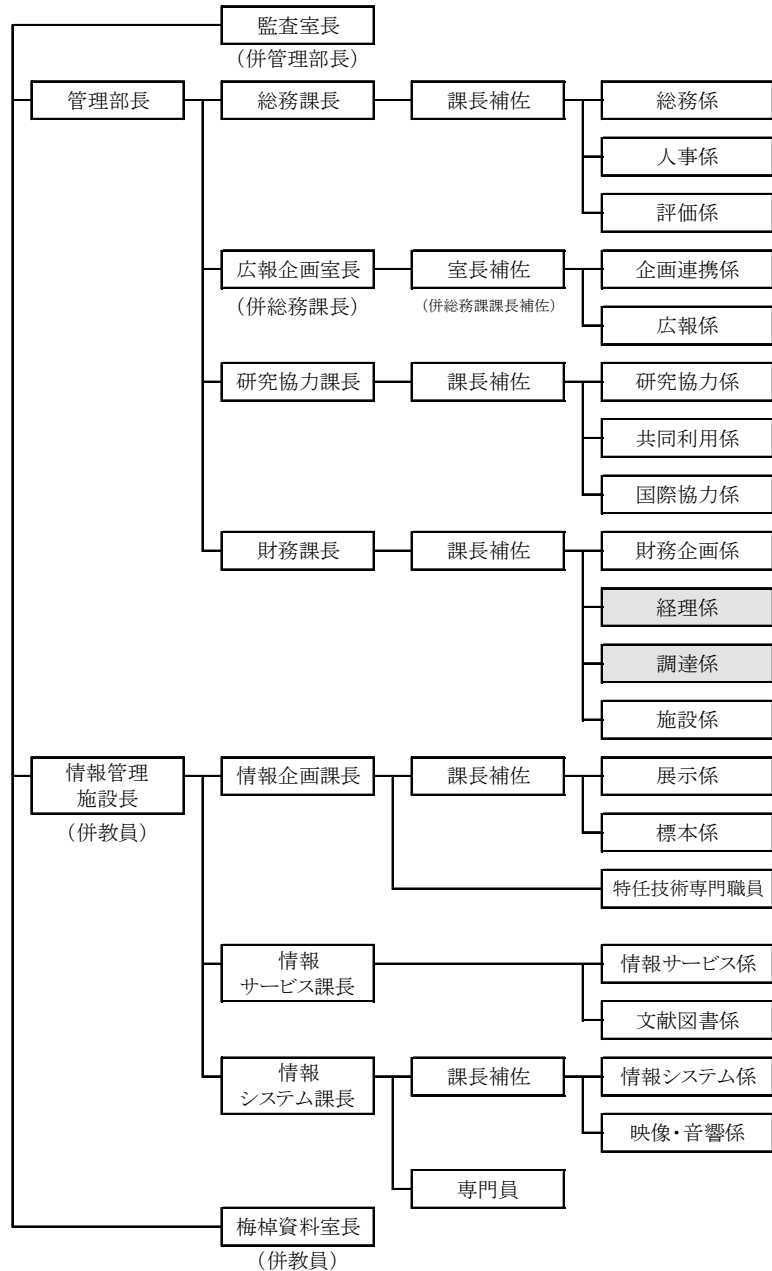 監査室長
（併管理部長）
管理部長
総務課長
課長補佐
総務係
人事係
評価係
広報企画室長
（併総務課長）
室長補佐
（併総務課課長補佐）
企画連携係
広報係
研究協力課長
課長補佐
研究協力係
共同利用係
国際協力係
財務課長
課長補佐
財務企画係
経理係
調達係
施設係
情報管理
施設長
（併教員）
情報企画課長
課長補佐
展示係
標本係
特任技術専門職員
情報
サービス課長
情報サービス係
文献図書係
情報
システム課長
課長補佐
情報システム係
映像・音響係
専門員
梅棹資料室長
（併教員）